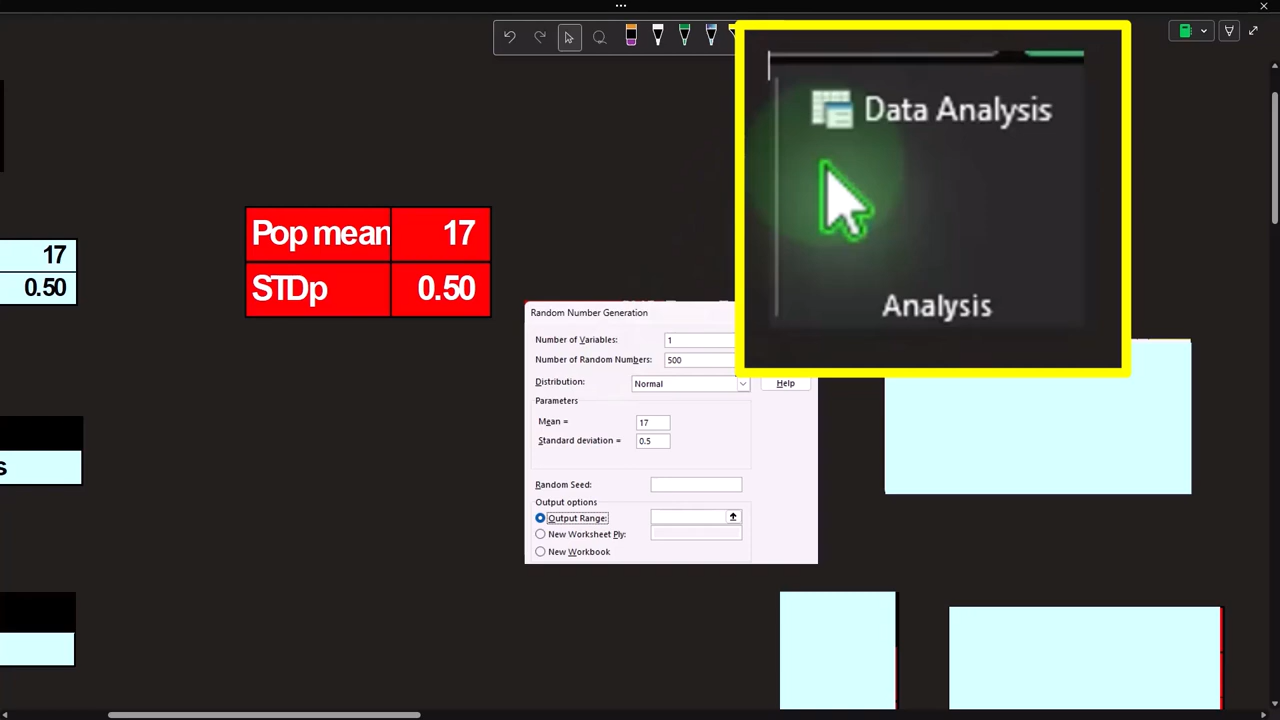 Data Analysis
Analysis
17
0.50
Pop mean 17
STDp 0.50
Random Number Generation
Number of Variables: 1
Number of Random Numbers: 500
Distribution: Normal
Help
Parameters
Mean = 17
Standard deviation = 0.5
Random Seed:
Output options
Output Range:
New Worksheet Ply:
New Workbook
s